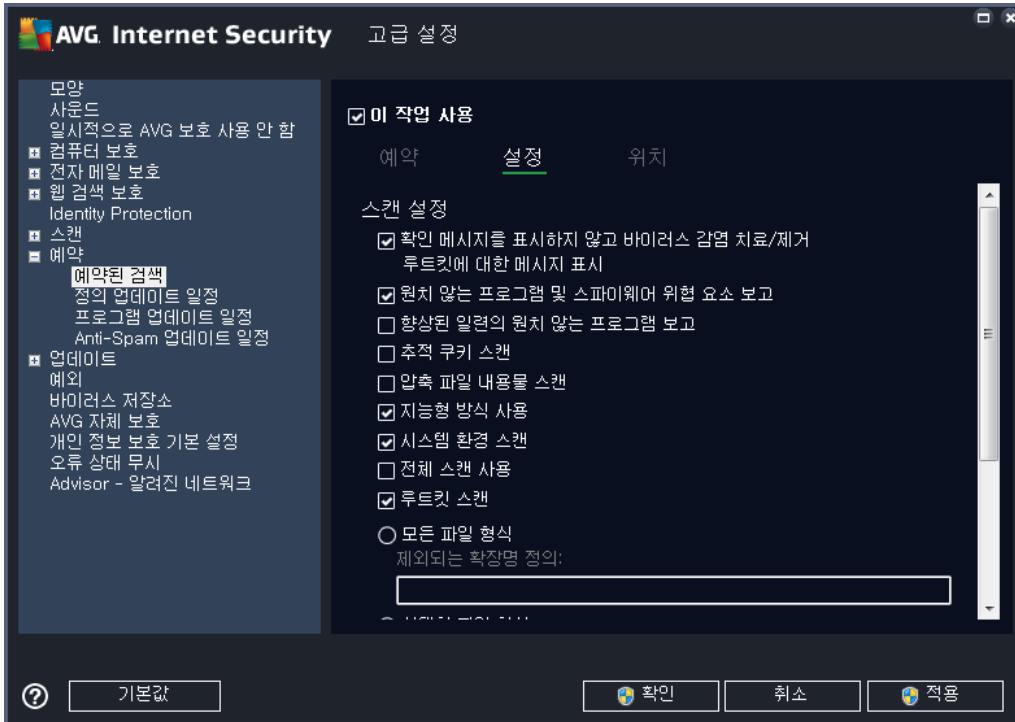 AVG. Internet Security 고급 설정
모양
사운드
일시적으로 AVG 보호 사용 안 함
컴퓨터 보호
전자 메일 보호
웹 검색 보호
Identity Protection
스캔
예약
예약된 검색
정의 업데이트 일정
프로그램 업데이트 일정
Anti-Spam 업데이트 일정
업데이트
예외
바이러스 저장소
AVG 자체 보호
개인 정보 보호 기본 설정
오류 상태 무시
Advisor - 알려진 네트워크
이 작업 사용
예약 설정 위치
스캔 설정
확인 메시지를 표시하지 않고 바이러스 감염 치료/제거
루트킷에 대한 메시지 표시
원치 않는 프로그램 및 스파이웨어 위협 요소 보고
향상된 일련의 원치 않는 프로그램 보고
추적 쿠키 스캔
압축 파일 내용물 스캔
지능형 방식 사용
시스템 환경 스캔
전체 스캔 사용
루트킷 스캔
모든 파일 형식
제외되는 확장명 정의:
기본값 확인 취소 적용